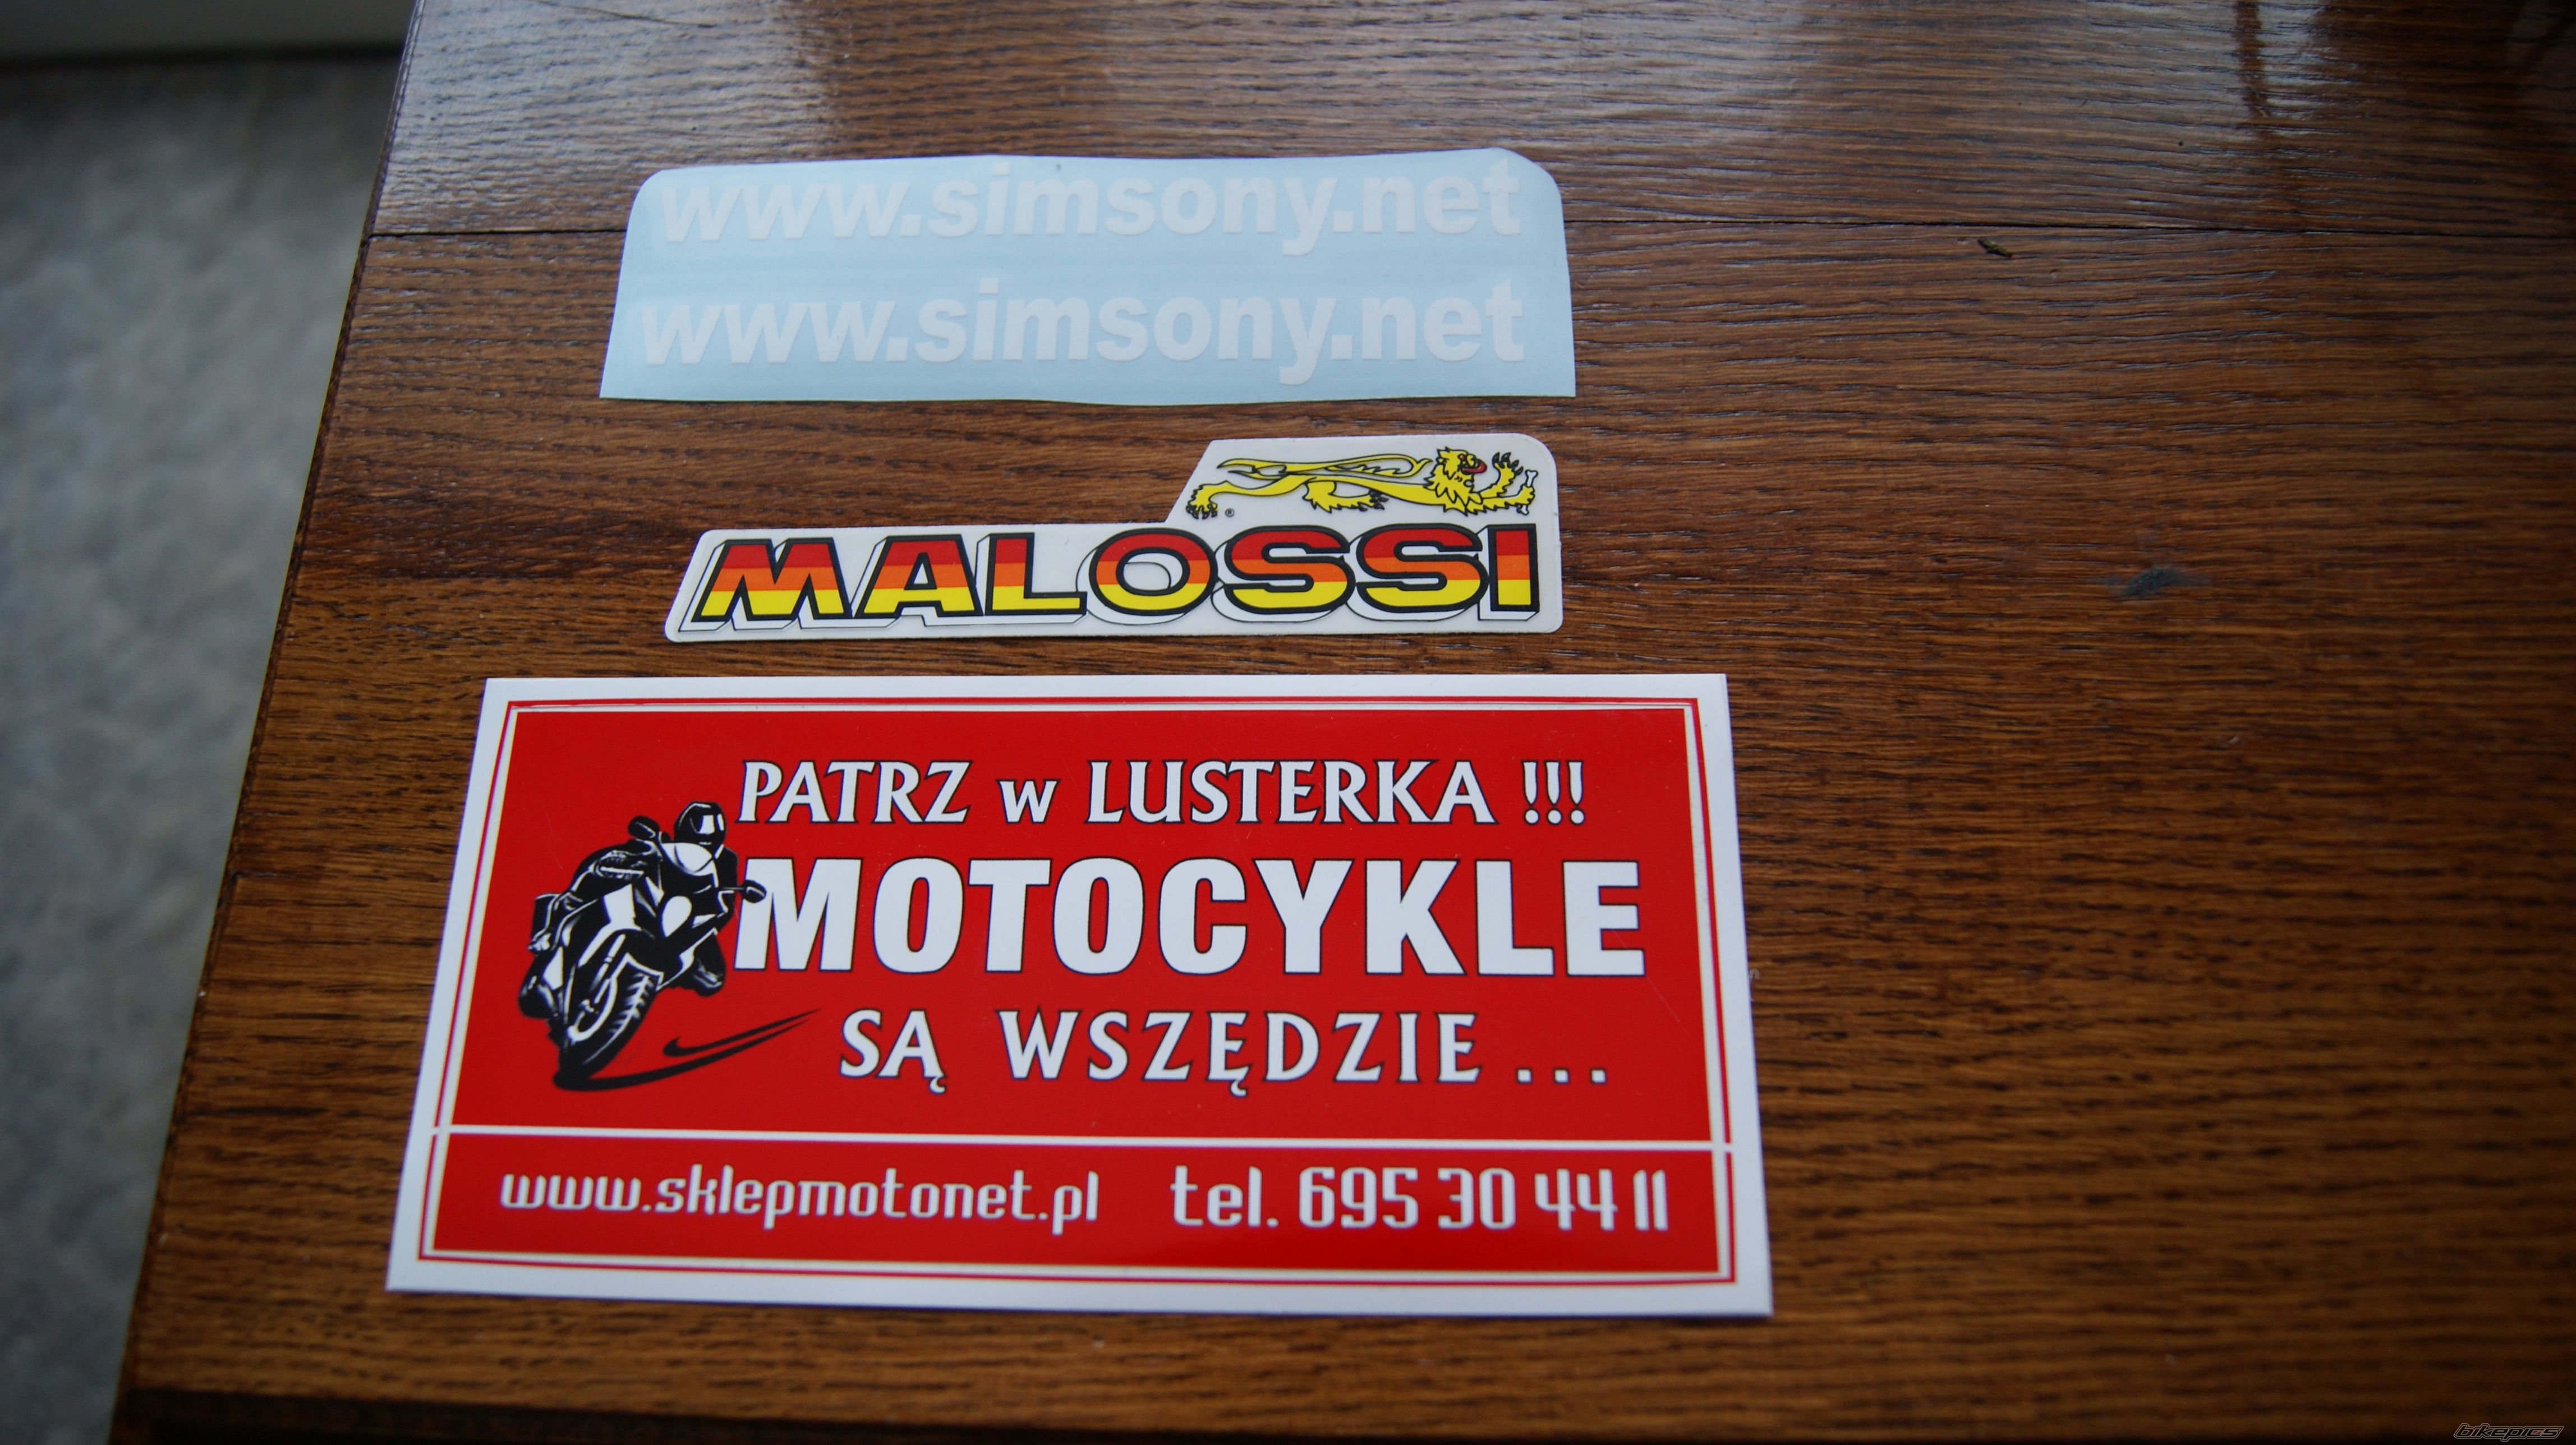 www.simsony.net
www.simsony.net
®
MALOSSI
PATRZ w LUSTERKA !!!
MOTOCYKLE
SĄ WSZĘDZIE ...
www.sklepmotonet.pl tel. 695 30 44 11
bikepics